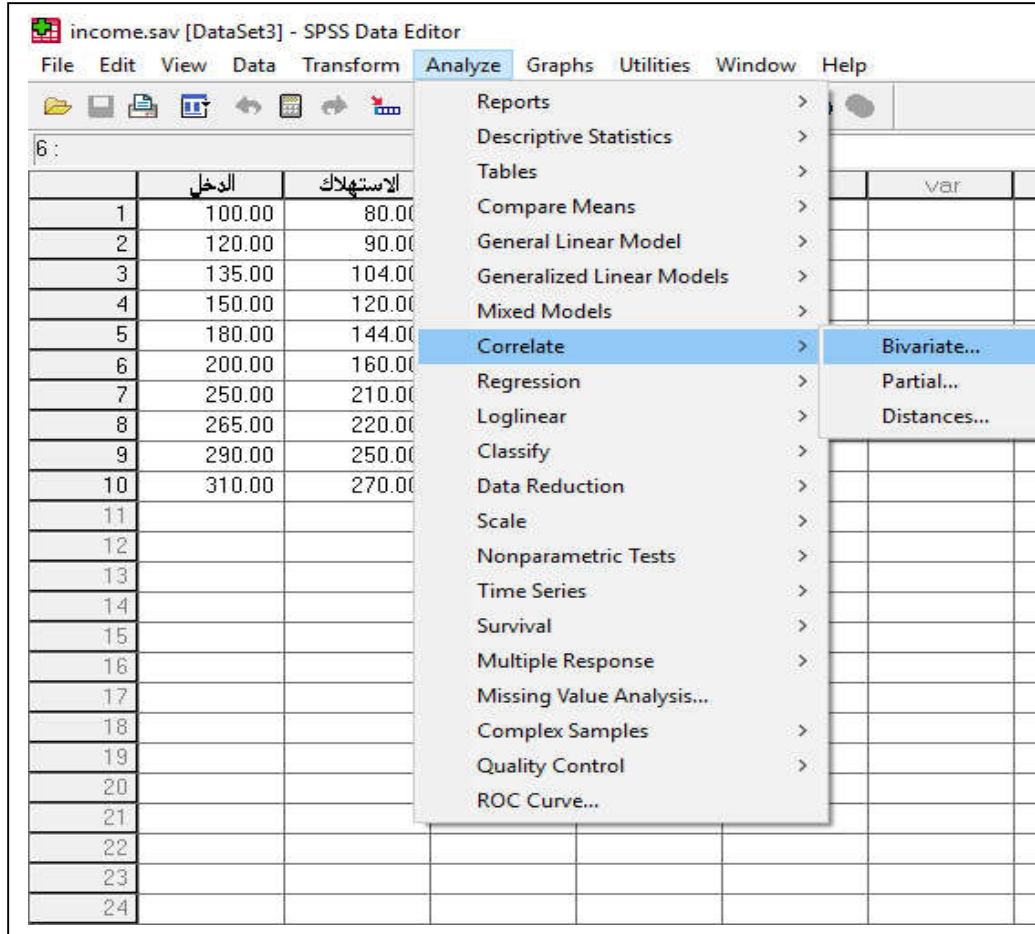 income.sav [DataSet3] - SPSS Data Editor
File Edit View Data Transform Analyze Graphs Utilities Window Help
6 :
الدخل الاستهلاك var
1 100.00 80.00
2 120.00 90.00
3 135.00 104.00
4 150.00 120.00
5 180.00 144.00
6 200.00 160.00
7 250.00 210.00
8 265.00 220.00
9 290.00 250.00
10 310.00 270.00
11
12
13
14
15
16
17
18
19
20
21
22
23
24
Reports
Descriptive Statistics
Tables
Compare Means
General Linear Model
Generalized Linear Models
Mixed Models
Correlate
Regression
Loglinear
Classify
Data Reduction
Scale
Nonparametric Tests
Time Series
Survival
Multiple Response
Missing Value Analysis...
Complex Samples
Quality Control
ROC Curve...
Bivariate...
Partial...
Distances...